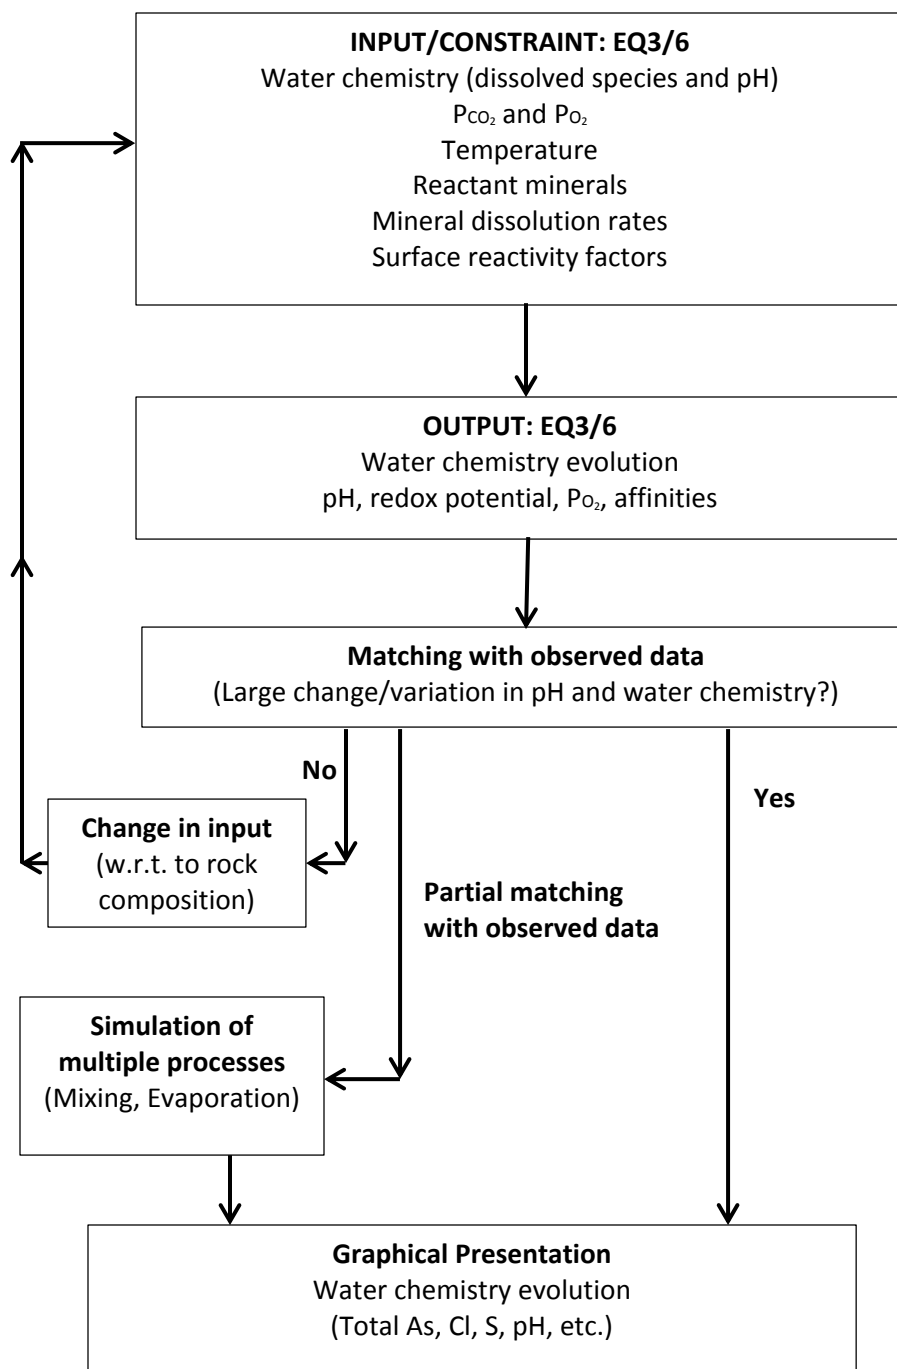 INPUT/CONSTRAINT: EQ3/6
Water chemistry (dissolved species and pH)
PCO₂ and PO₂
Temperature
Reactant minerals
Mineral dissolution rates
Surface reactivity factors
OUTPUT: EQ3/6
Water chemistry evolution
pH, redox potential, PO₂, affinities
Matching with observed data
(Large change/variation in pH and water chemistry?)
No
Yes
Change in input
(w.r.t. to rock
composition)
Partial matching
with observed data
Simulation of
multiple processes
(Mixing, Evaporation)
Graphical Presentation
Water chemistry evolution
(Total As, Cl, S, pH, etc.)